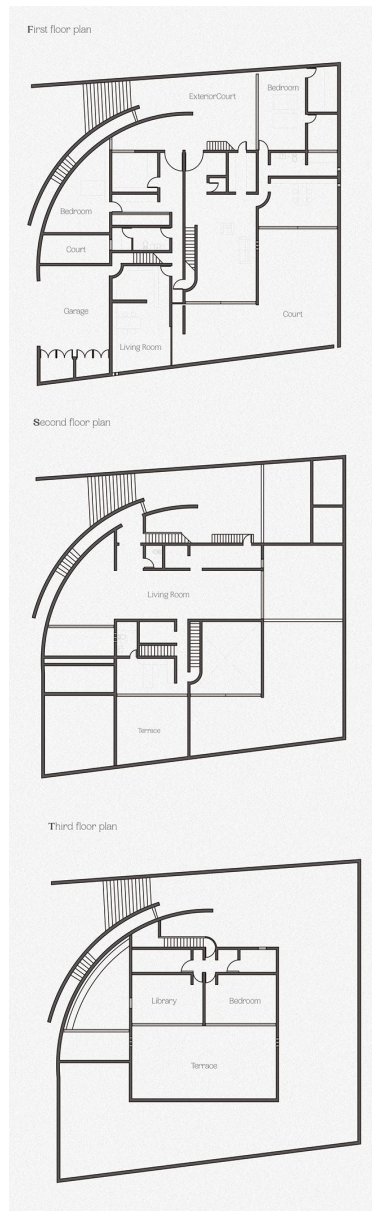 First floor plan
ExteriorCourt
Bedroom
Bedroom
Court
Garage
Living Room
Court
Second floor plan
Living Room
Terrace
Third floor plan
Library
Bedroom
Terrace